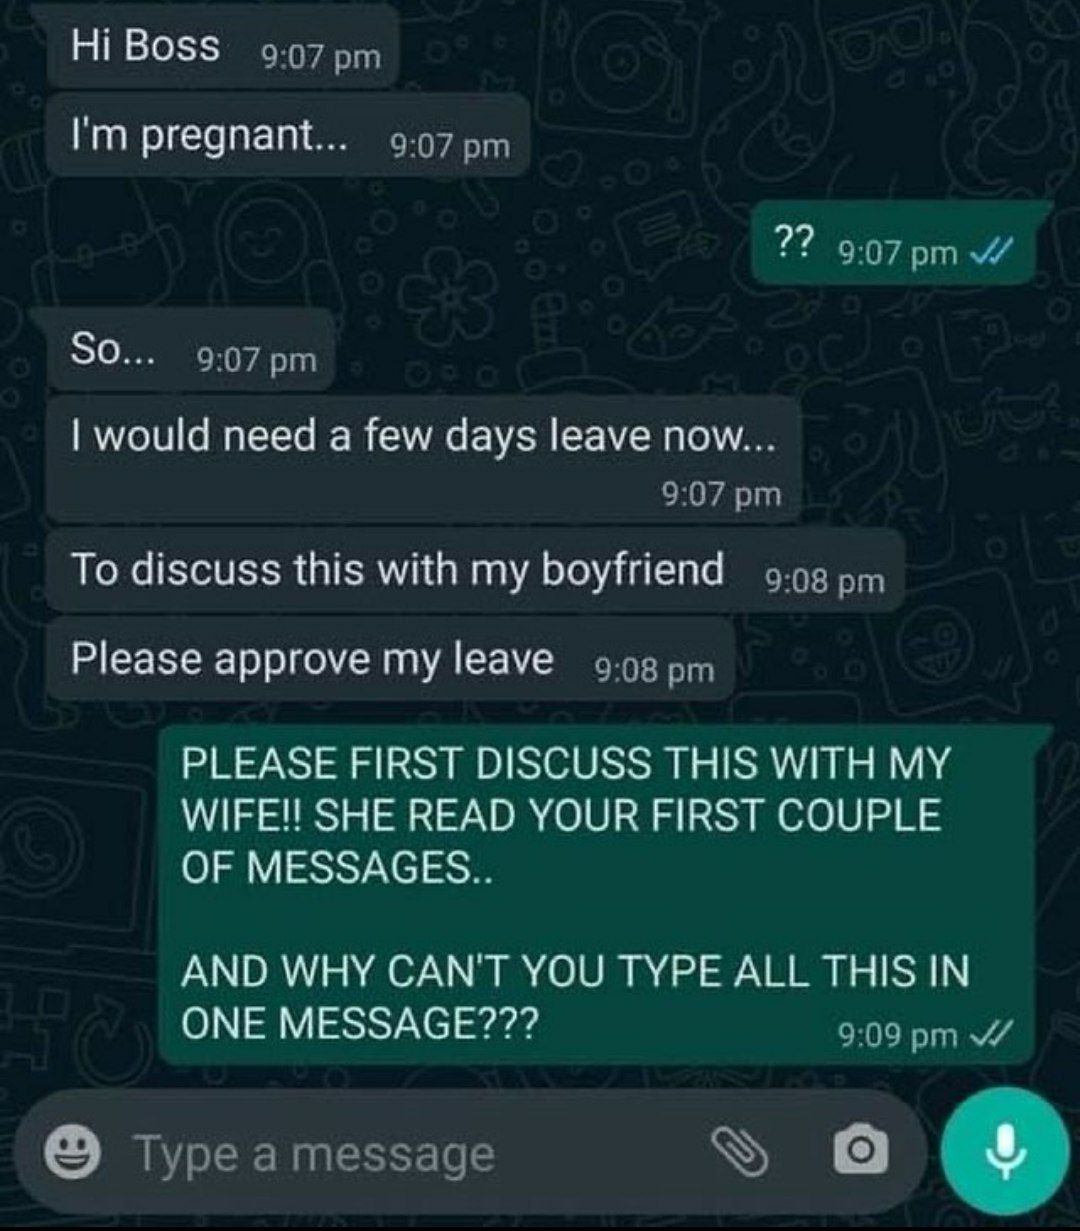 Hi Boss 9:07 pm
I'm pregnant... 9:07 pm
?? 9:07 pm
So... 9:07 pm
I would need a few days leave now...
9:07 pm
To discuss this with my boyfriend 9:08 pm
Please approve my leave 9:08 pm
PLEASE FIRST DISCUSS THIS WITH MY
WIFE!! SHE READ YOUR FIRST COUPLE
OF MESSAGES..
AND WHY CAN'T YOU TYPE ALL THIS IN
ONE MESSAGE??? 9:09 pm
Type a message